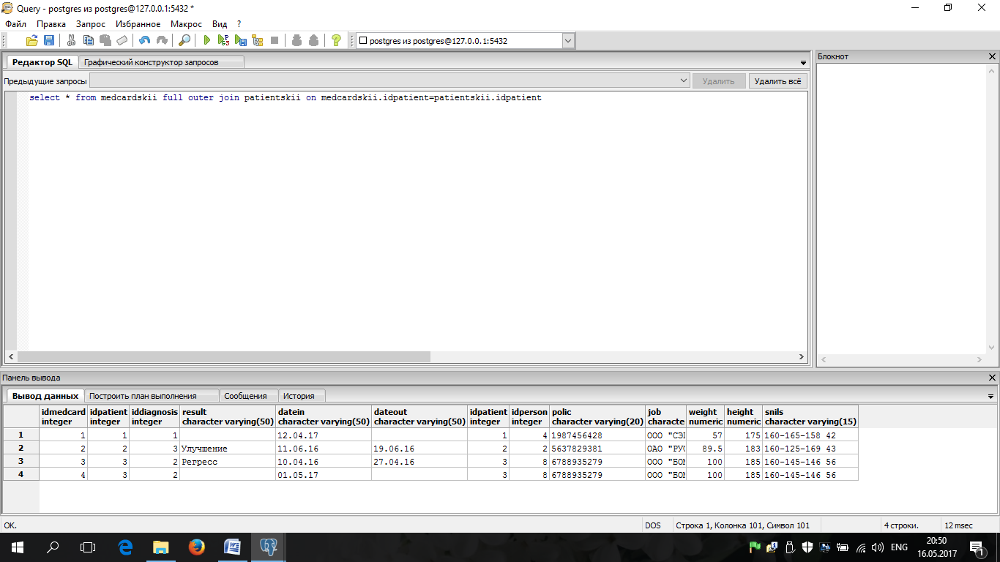 Query - postgres из postgres@127.0.0.1:5432 *
Файл Правка Запрос Избранное Макрос Вид ?
postgres из postgres@127.0.0.1:5432
Редактор SQL Графический конструктор запросов
Блокнот
Предыдущие запросы Удалить Удалить всё
select * from medcardskii full outer join patientskii on medcardskii.idpatient=patientskii.idpatient
Панель вывода
Вывод данных Построить план выполнения Сообщения История
idmedcard idpatient iddiagnosis result datein dateout idpatient idperson polic job weight height snils
integer integer integer character varying(50) character varying(50) character varying(50) integer integer character varying(20) characte numeric numeric character varying(15)
1 1 1 1 12.04.17 1 4 1987456428 ООО "СЭ 57 175 160-165-158 42
2 2 2 3 Улучшение 11.06.16 19.06.16 2 2 5637829381 ОАО "РУС 89.5 183 160-125-169 43
3 3 3 2 Регресс 10.04.16 27.04.16 3 8 6788935279 ООО "БОМ 100 185 160-145-146 56
4 4 3 2 01.05.17 3 8 6788935279 ООО "БОМ 100 185 160-145-146 56
OK. DOS Строка 1, Колонка 101, Символ 101 4 строки. 12 msec
ENG 20:50
16.05.2017 1